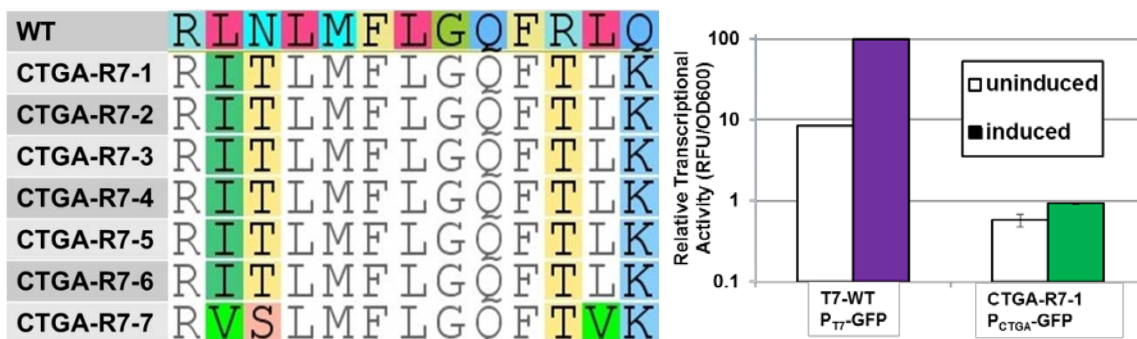 WT R L N L M F L G Q F R L Q
CTGA-R7-1 R I T L M F L G Q F T L K
CTGA-R7-2 R I T L M F L G Q F T L K
CTGA-R7-3 R I T L M F L G Q F T L K
CTGA-R7-4 R I T L M F L G Q F T L K
CTGA-R7-5 R I T L M F L G Q F T L K
CTGA-R7-6 R I T L M F L G Q F T L K
CTGA-R7-7 R V S L M F L G Q F T V K
Relative Transcriptional
Activity (RFU/OD600)
100
10
1
0.1
uninduced
induced
T7-WT
P_T7-GFP
CTGA-R7-1
P_CTGA-GFP